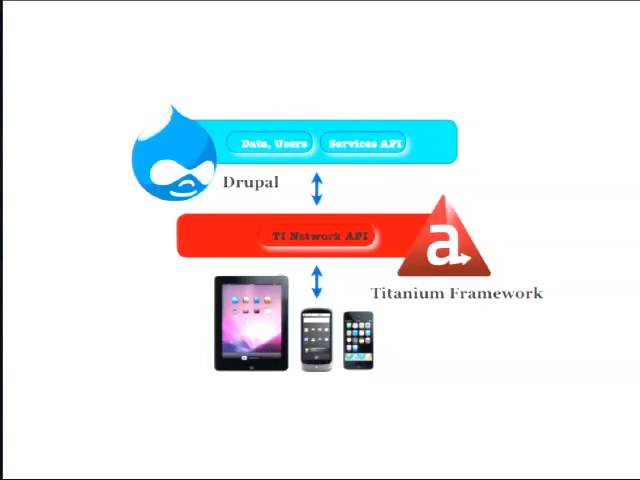 Data, Users Services API
Drupal
TI Network API
a
Titanium Framework